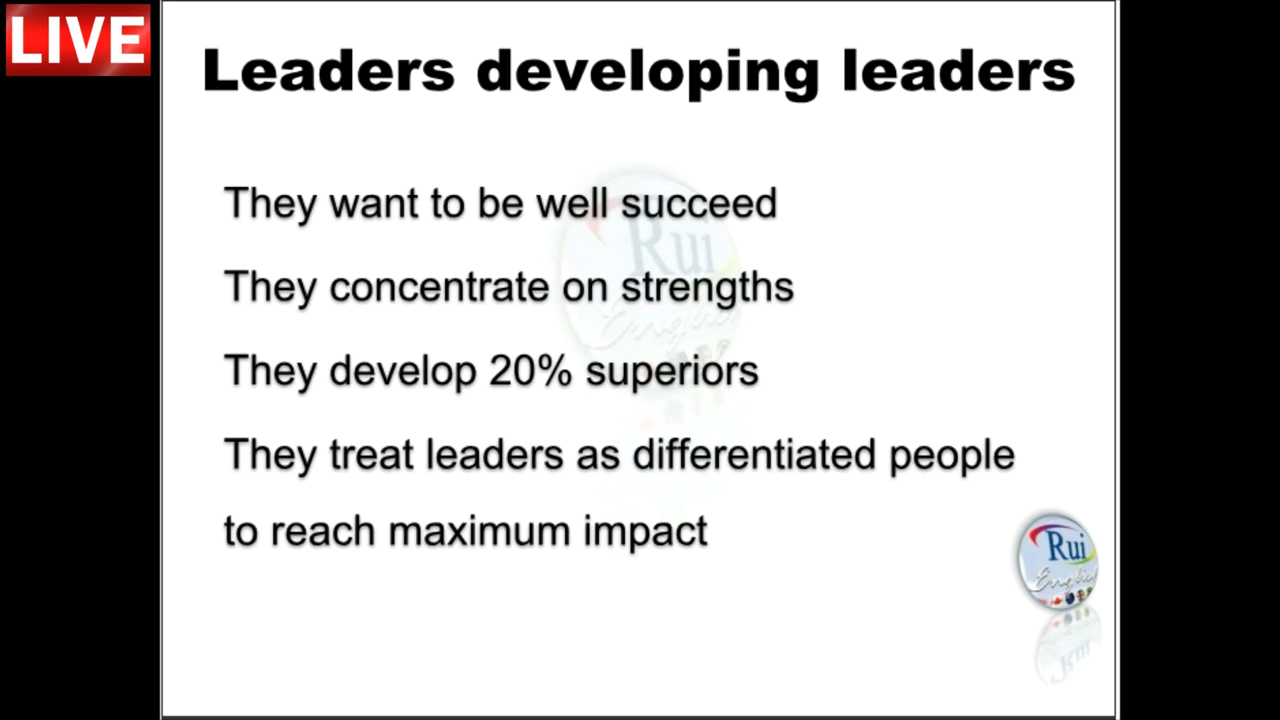 LIVE
Leaders developing leaders
They want to be well succeed
They concentrate on strengths
They develop 20% superiors
They treat leaders as differentiated people
to reach maximum impact
Rui
English